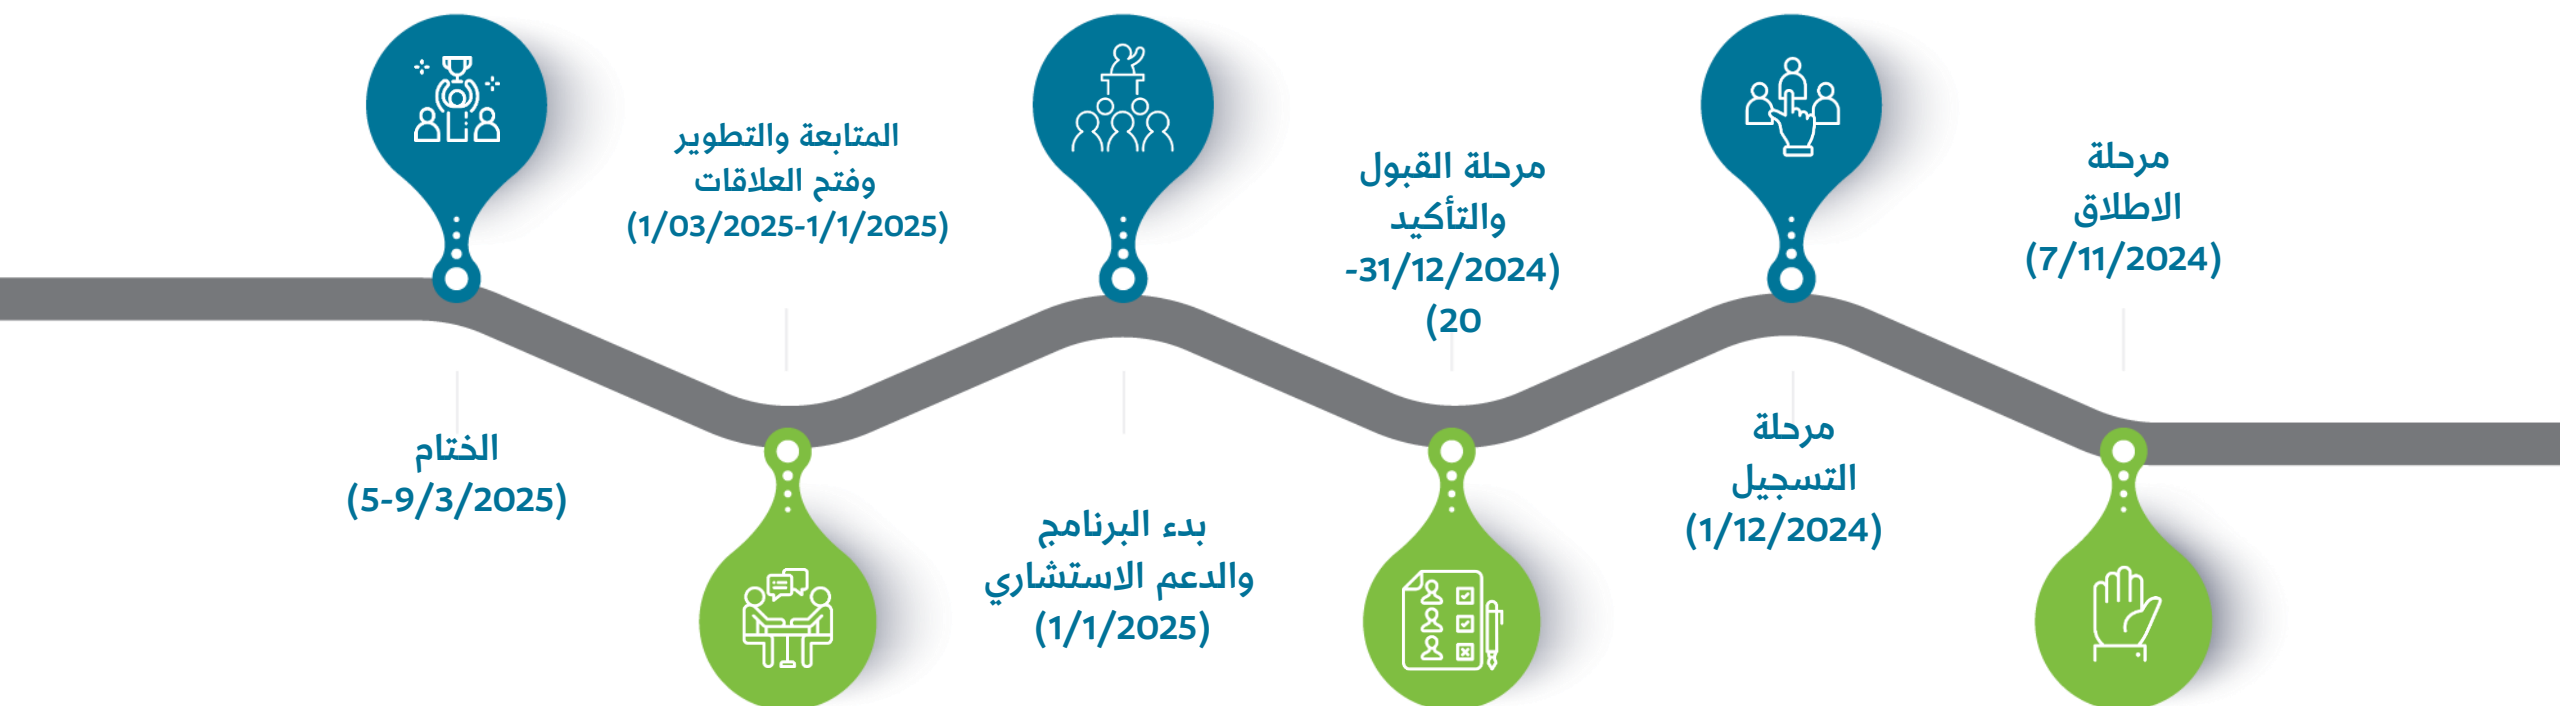 مرحلة
الاطلاق
(7/11/2024)
مرحلة
التسجيل
(1/12/2024)
مرحلة القبول
والتأكيد
(31/12/2024-
20)
بدء البرنامج
والدعم الاستشاري
(1/1/2025)
المتابعة والتطوير
وفتح العلاقات
(1/03/2025-1/1/2025)
الختام
(5-9/3/2025)